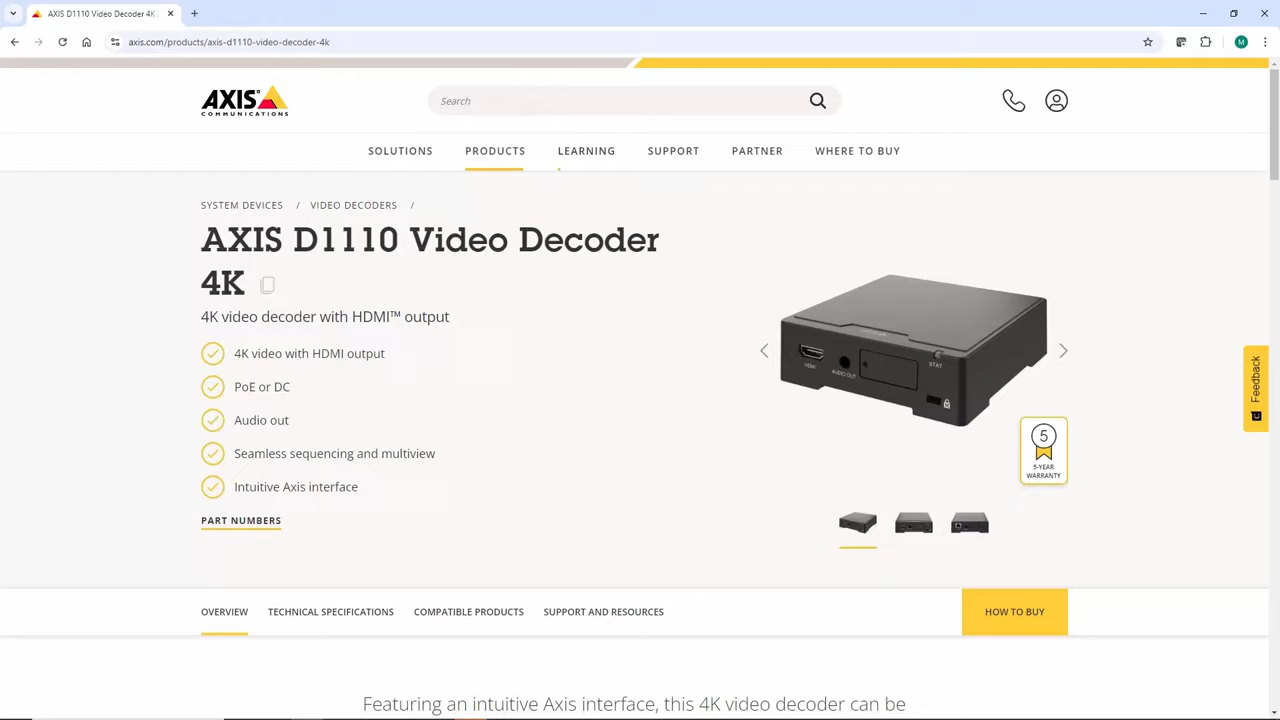 AXIS D1110 Video Decoder 4K |
axis.com/products/axis-d1110-video-decoder-4k
M
AXIS
COMMUNICATIONS
Search
SOLUTIONS
PRODUCTS
LEARNING
SUPPORT
PARTNER
WHERE TO BUY
SYSTEM DEVICES / VIDEO DECODERS /
AXIS D1110 Video Decoder
4K
4K video decoder with HDMI™ output
4K video with HDMI output
PoE or DC
Audio out
Seamless sequencing and multiview
Intuitive Axis interface
PART NUMBERS
HDMI
AUDIO OUT
STAT
5
5-YEAR
WARRANTY
Feedback
OVERVIEW
TECHNICAL SPECIFICATIONS
COMPATIBLE PRODUCTS
SUPPORT AND RESOURCES
HOW TO BUY
Featuring an intuitive Axis interface, this 4K video decoder can be